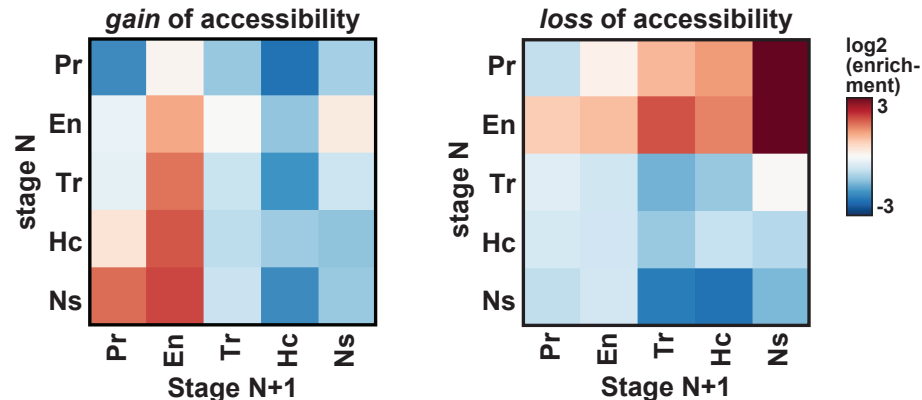 gain of accessibility
loss of accessibility
log2
(enrich-
ment)
3
-3
stage N
Pr
En
Tr
Hc
Ns
Pr
En
Tr
Hc
Ns
Stage N+1
stage N
Pr
En
Tr
Hc
Ns
Pr
En
Tr
Hc
Ns
Stage N+1